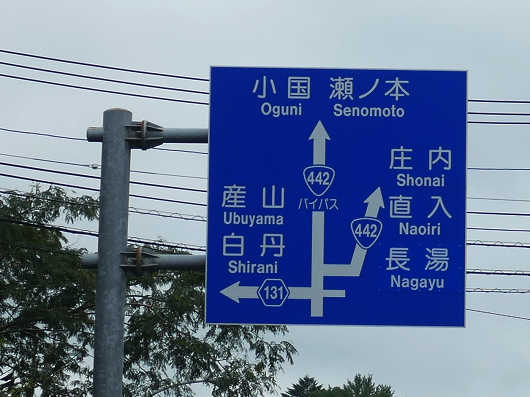 小国 瀬ノ本
Oguni Senomoto
442
バイパス
庄内
Shonai
442
直入
Naoiri
長湯
Nagayu
産山
Ubuyama
白丹
Shirani
131